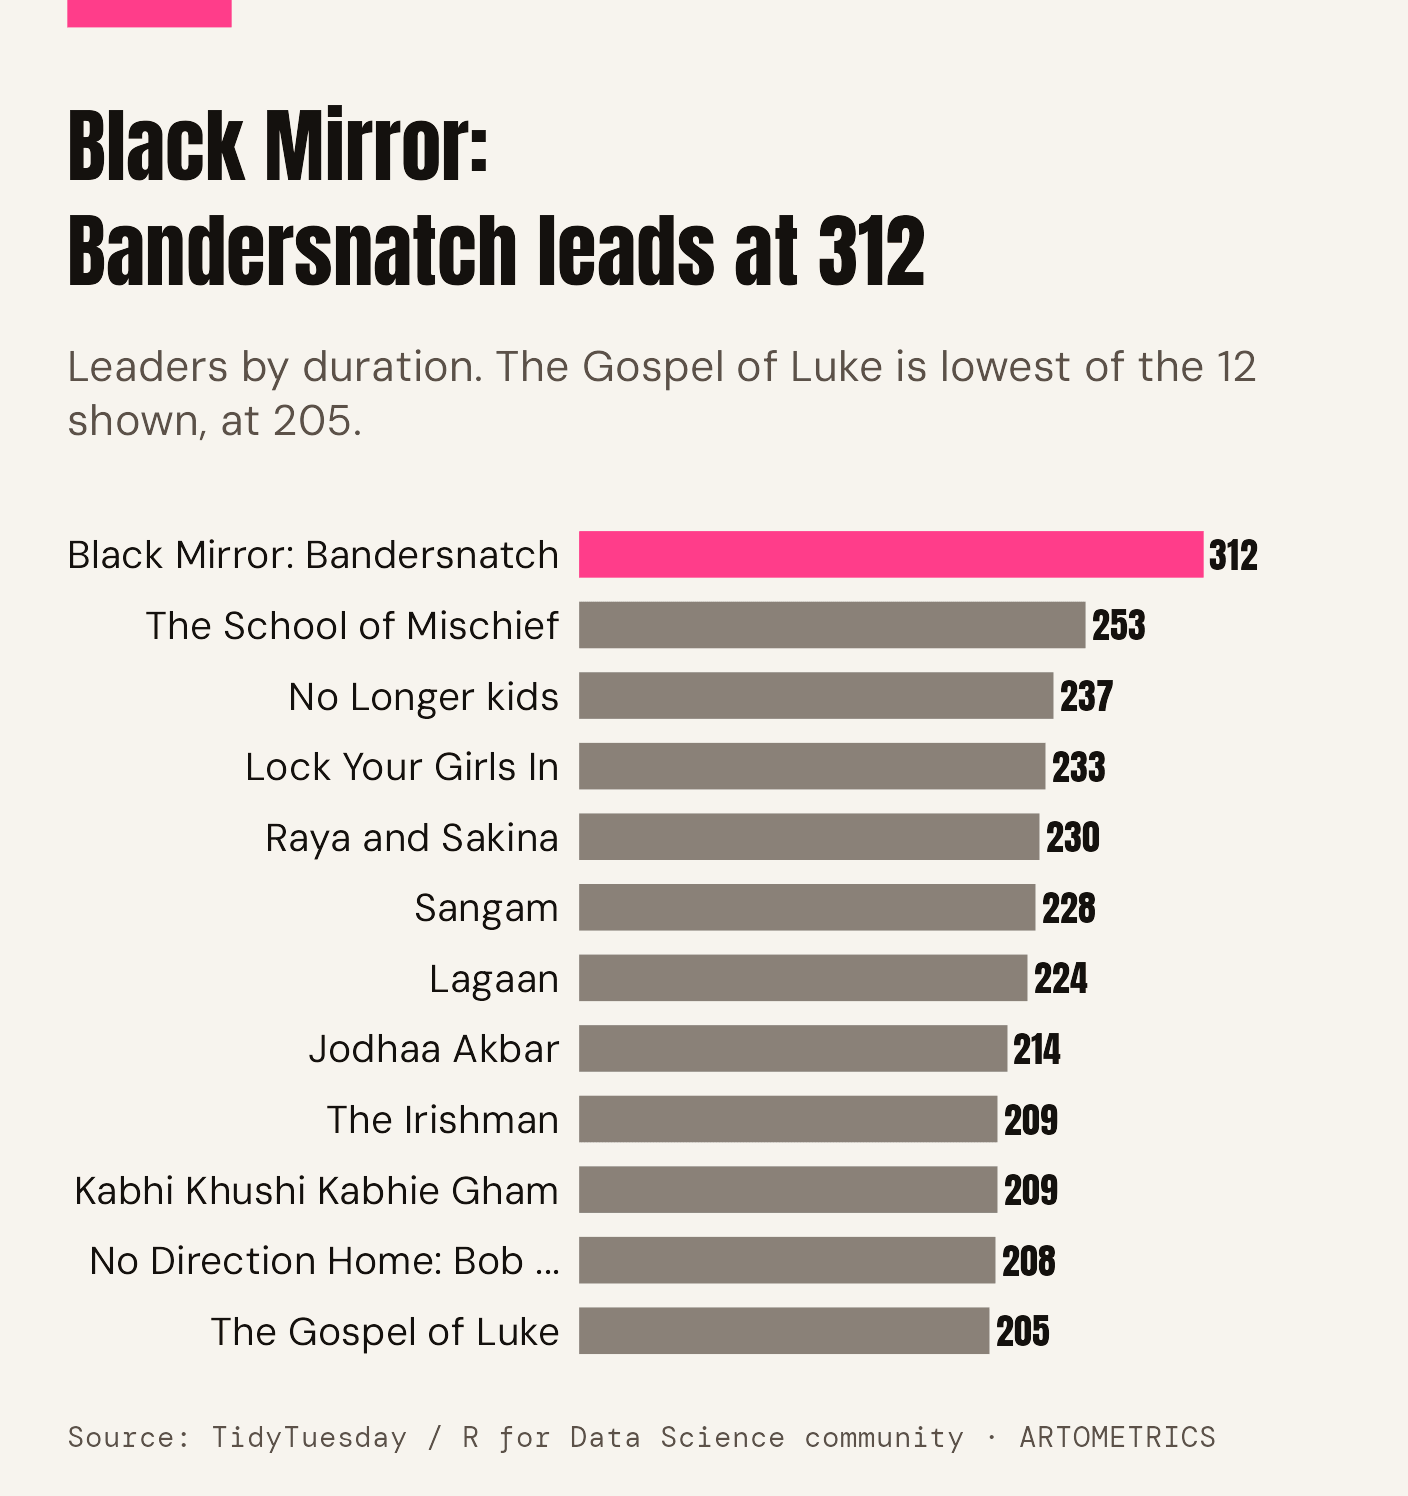 Black Mirror:
Bandersnatch leads at 312
Leaders by duration. The Gospel of Luke is lowest of the 12
shown, at 205.
Black Mirror: Bandersnatch 312
The School of Mischief 253
No Longer kids 237
Lock Your Girls In 233
Raya and Sakina 230
Sangam 228
Lagaan 224
Jodhaa Akbar 214
The Irishman 209
Kabhi Khushi Kabhie Gham 209
No Direction Home: Bob ... 208
The Gospel of Luke 205
Source: TidyTuesday / R for Data Science community · ARTOMETRICS